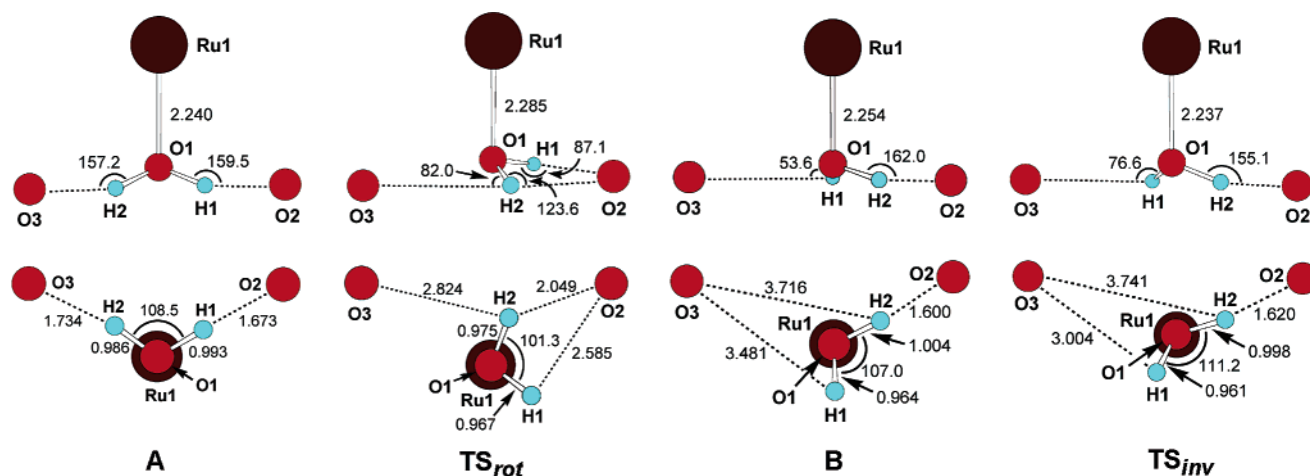 Ru1
2.240
O1
157.2
159.5
O3
H2
H1
O2
O3
O2
H2
108.5
H1
1.734
1.673
0.986
0.993
Ru1
O1
A
Ru1
2.285
O1
H1
87.1
82.0
O3
H2
O2
123.6
O3
O2
2.824
2.049
H2
0.975
101.3
2.585
O1
Ru1
H1
0.967
TSrot
Ru1
2.254
O1
53.6
162.0
O3
H1
H2
O2
O3
O2
3.716
H2
Ru1
1.600
3.481
1.004
107.0
O1
0.964
H1
B
Ru1
2.237
O1
76.6
155.1
O3
H1
H2
O2
O3
O2
3.741
H2
Ru1
1.620
3.004
0.998
111.2
O1
H1
0.961
TSinv